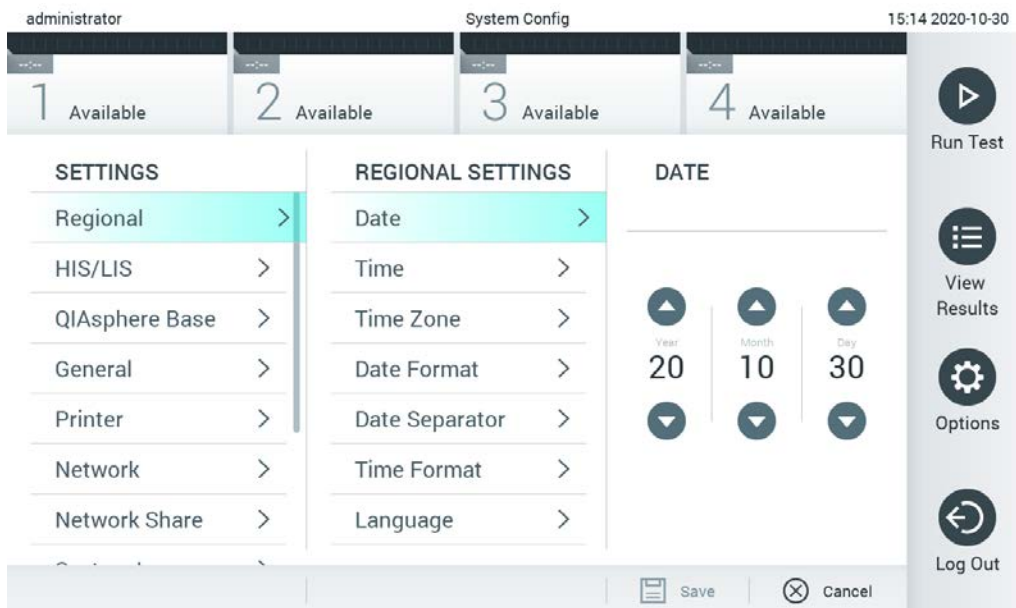 administrator System Config 15:14 2020-10-30
--:-- --:-- --:-- --:--
1 Available 2 Available 3 Available 4 Available
Run Test
SETTINGS REGIONAL SETTINGS DATE
Regional Date
HIS/LIS Time
View
Results
QIAsphere Base Time Zone
Year Month Day
20 10 30
General Date Format
Printer Date Separator
Options
Network Time Format
Network Share Language
Log Out
Save Cancel